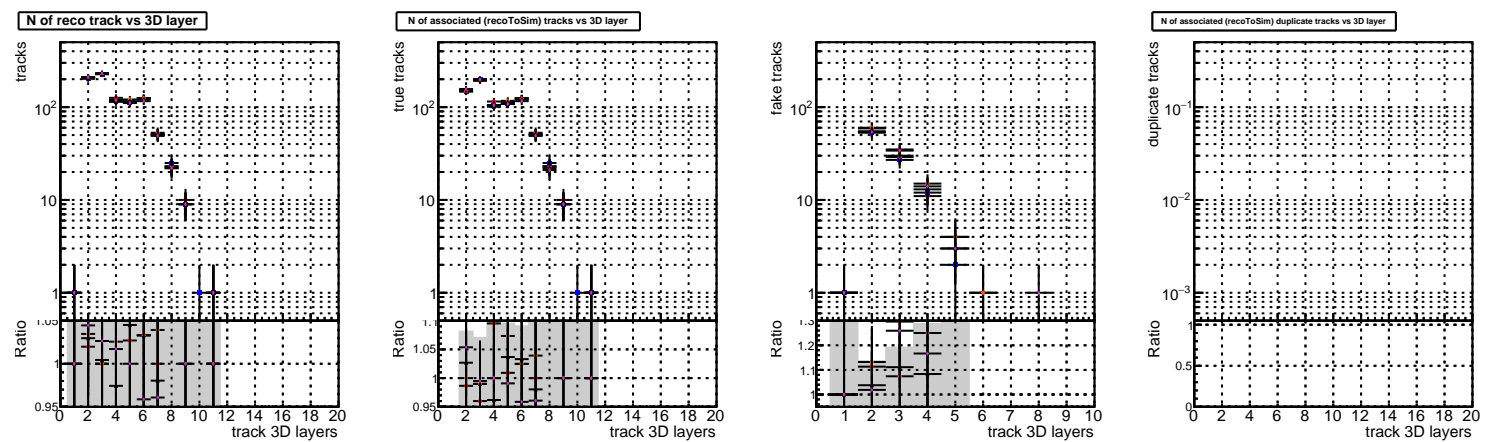 N of reco track vs 3D layer
tracks
10²
10
1
Ratio
1.05
1
0.95
0 2 4 6 8 10 12 14 16 18 20
track 3D layers
N of associated (recoToSim) tracks vs 3D layer
true tracks
10²
10
1
Ratio
1.1
1.05
1
0.95
0 2 4 6 8 10 12 14 16 18 20
track 3D layers
fake tracks
10²
10
1
Ratio
1.3
1.2
1.1
1
0 1 2 3 4 5 6 7 8 9 10
track 3D layers
N of associated (recoToSim) duplicate tracks vs 3D layer
duplicate tracks
10⁻¹
10⁻²
10⁻³
Ratio
1
0.5
0
0 2 4 6 8 10 12 14 16 18 20
track 3D layers